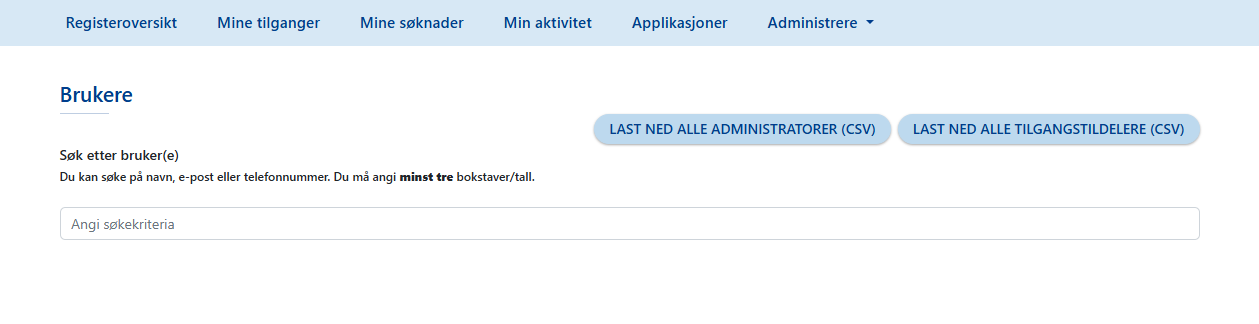 Registeroversikt Mine tilganger Mine søknader Min aktivitet Applikasjoner Administrere
Brukere
LAST NED ALLE ADMINISTRATORER (CSV) LAST NED ALLE TILGANGSTILDELERE (CSV)
Søk etter bruker(e)
Du kan søke på navn, e-post eller telefonnummer. Du må angi minst tre bokstaver/tall.
Angi søkekriteria